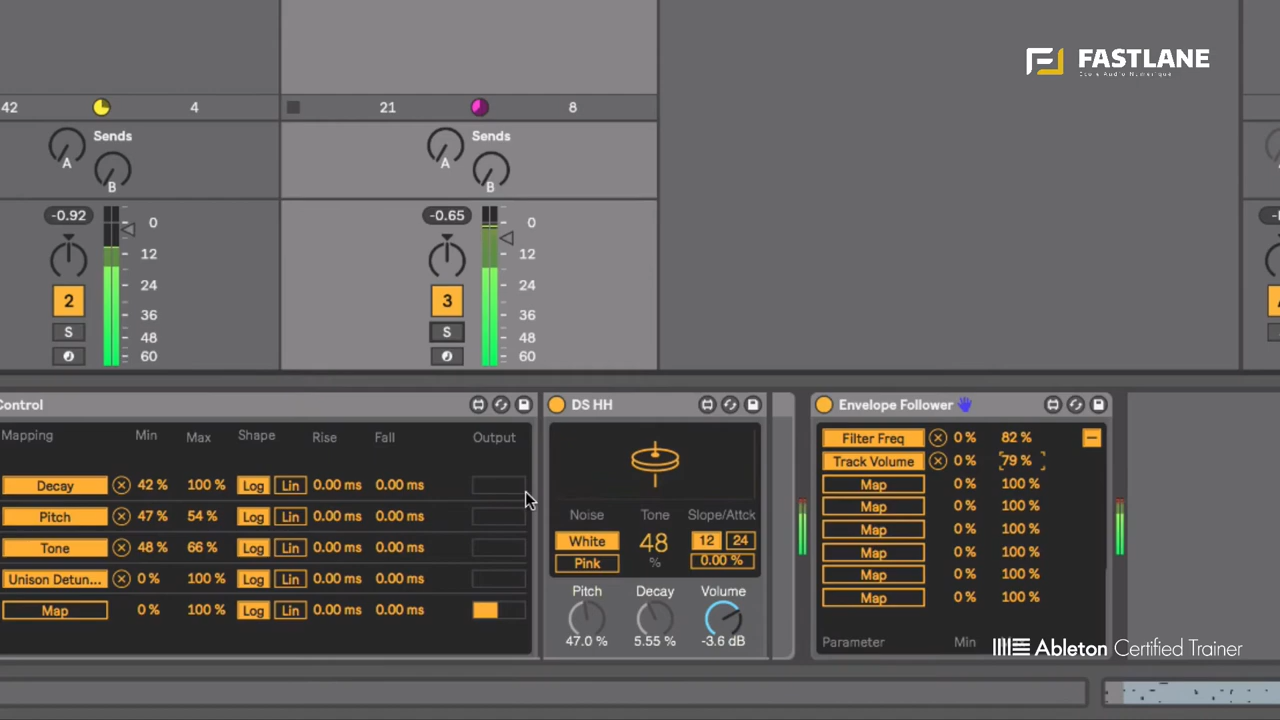 FASTLANE
École Audio Numérique
42 4 21 8
Sends Sends
A A
B B
-0.92 0 -0.65 0
12 12
24 24
2 36 3 36
S 48 S 48
60 60
Control DS HH Envelope Follower
Mapping Min Max Shape Rise Fall Output
Filter Freq 0 % 82 %
Track Volume 0 % 79 %
Decay 42 % 100 % Log Lin 0.00 ms 0.00 ms
Map 0 % 100 %
Pitch 47 % 54 % Log Lin 0.00 ms 0.00 ms
Noise Tone Slope/Attck
Map 0 % 100 %
Map 0 % 100 %
Tone 48 % 66 % Log Lin 0.00 ms 0.00 ms
White 48 12 24
Map 0 % 100 %
Pink % 0.00 %
Unison Detun... 0 % 100 % Log Lin 0.00 ms 0.00 ms
Map 0 % 100 %
Pitch Decay Volume
Map 0 % 100 %
Map 0 % 100 % Log Lin 0.00 ms 0.00 ms
47.0 % 5.55 % -3.6 dB
Parameter Min
Ableton Certified Trainer